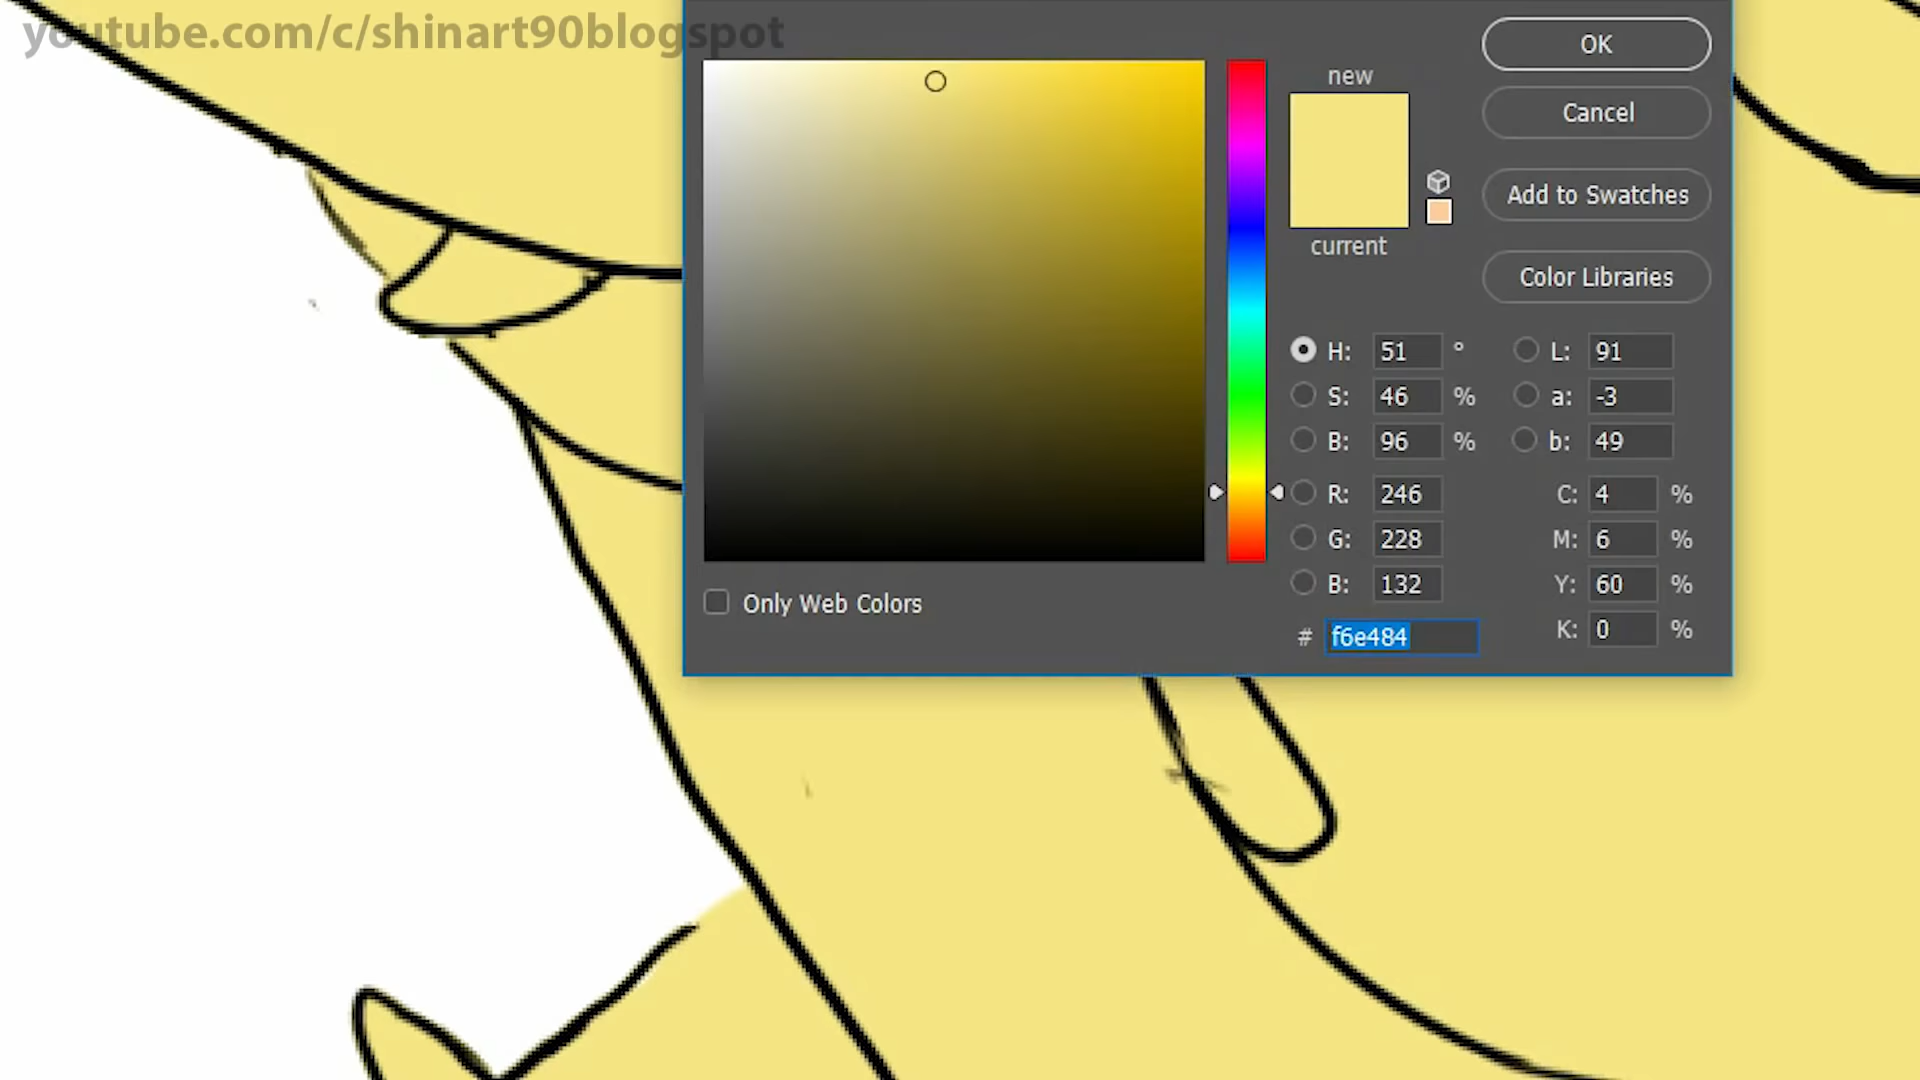 youtube.com/c/shinart90blogspot
OK
new
Cancel
Add to Swatches
current
Color Libraries
H: 51 °
L: 91
S: 46 %
a: -3
B: 96 %
b: 49
R: 246
C: 4 %
G: 228
M: 6 %
B: 132
Y: 60 %
Only Web Colors
# f6e484
K: 0 %